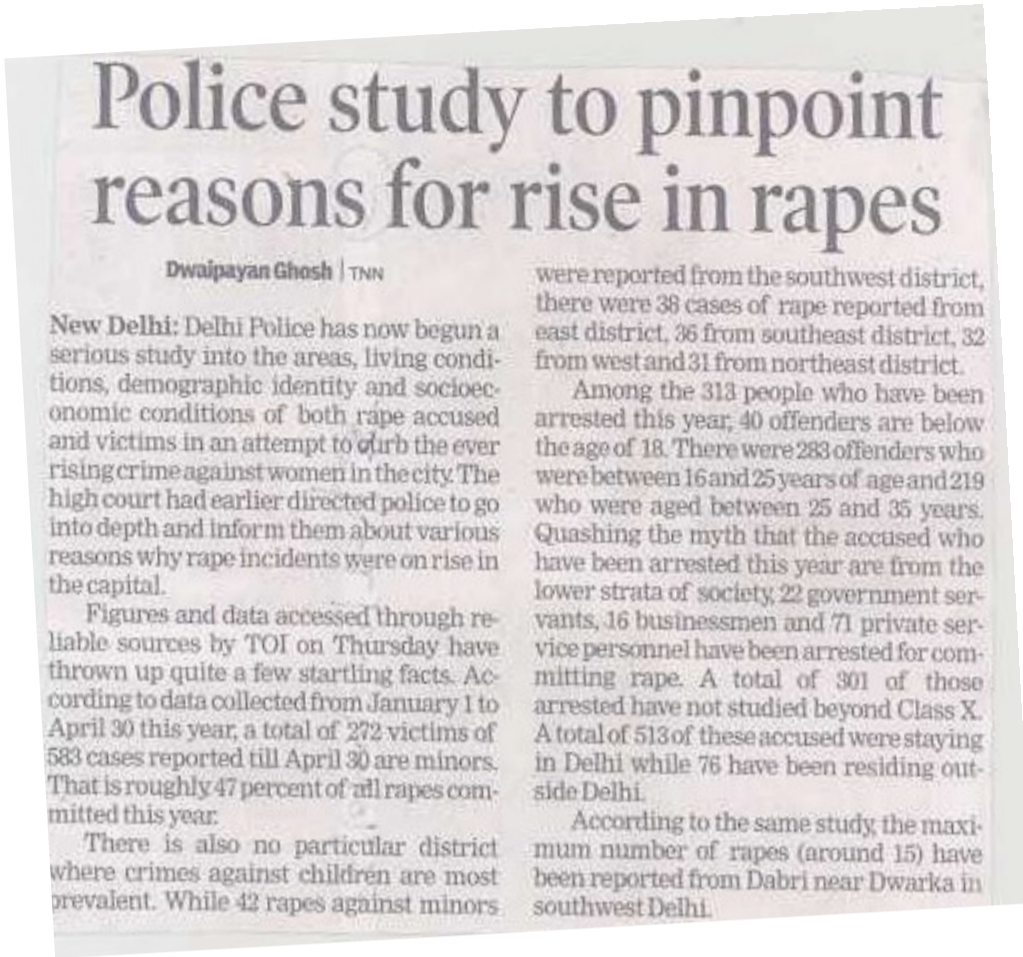 Police study to pinpoint
reasons for rise in rapes
Dwaipayan Ghosh | TNN
New Delhi: Delhi Police has now begun a
serious study into the areas, living condi-
tions, demographic identity and socioec-
onomic conditions of both rape accused
and victims in an attempt to curb the ever
rising crime against women in the city. The
high court had earlier directed police to go
into depth and inform them about various
reasons why rape incidents were on rise in
the capital.
Figures and data accessed through re-
liable sources by TOI on Thursday have
thrown up quite a few startling facts. Ac-
cording to data collected from January 1 to
April 30 this year, a total of 272 victims of
583 cases reported till April 30 are minors.
That is roughly 47 percent of all rapes com-
mitted this year.
There is also no particular district
where crimes against children are most
prevalent. While 42 rapes against minors
were reported from the southwest district,
there were 38 cases of rape reported from
east district, 36 from southeast district, 32
from west and 31 from northeast district.
Among the 313 people who have been
arrested this year, 40 offenders are below
the age of 18. There were 283 offenders who
were between 16 and 25 years of age and 219
who were aged between 25 and 35 years.
Quashing the myth that the accused who
have been arrested this year are from the
lower strata of society, 22 government ser-
vants, 16 businessmen and 71 private ser-
vice personnel have been arrested for com-
mitting rape. A total of 301 of those
arrested have not studied beyond Class X.
A total of 513 of these accused were staying
in Delhi while 76 have been residing out-
side Delhi.
According to the same study, the maxi-
mum number of rapes (around 15) have
been reported from Dabri near Dwarka in
southwest Delhi.